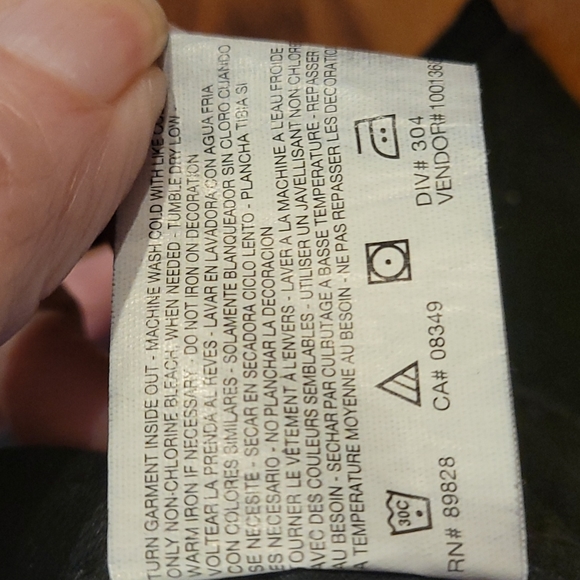 TURN GARMENT INSIDE OUT - MACHINE WASH COLD WITH LIKE
ONLY NON-CHLORINE BLEACH WHEN NEEDED - TUMBLE DRY LOW
WARM IRON IF NECESSARY - DO NOT IRON ON DECORATION
VOLTEAR LA PRENDA AL REVES - LAVAR EN LAVADORA CON AGUA FRIA
CON COLORES SIMILARES - SOLAMENTE BLANQUEADOR SIN CLORO CUANDO
SE NECESITE - SECAR EN SECADORA CICLO LENTO - PLANCHA TIBIA SI
ES NECESARIO - NO PLANCHAR LA DECORACION
TOURNER LE VÊTEMENT À L'ENVERS - LAVER A LA MACHINE A L'EAU FROIDE
AVEC DES COULEURS SEMBLABLES - UTILISER UN JAVELLISANT NON CHLORE
AU BESOIN - SECHAR PAR CULBUTAGE A BASSE TEMPERATURE - REPASSER
A TEMPERATURE MOYENNE AU BESOIN - NE PAS REPASSER LES DECORATIO
30C
RN# 89828 CA# 08349 DIV# 304
VENDOR# 100136